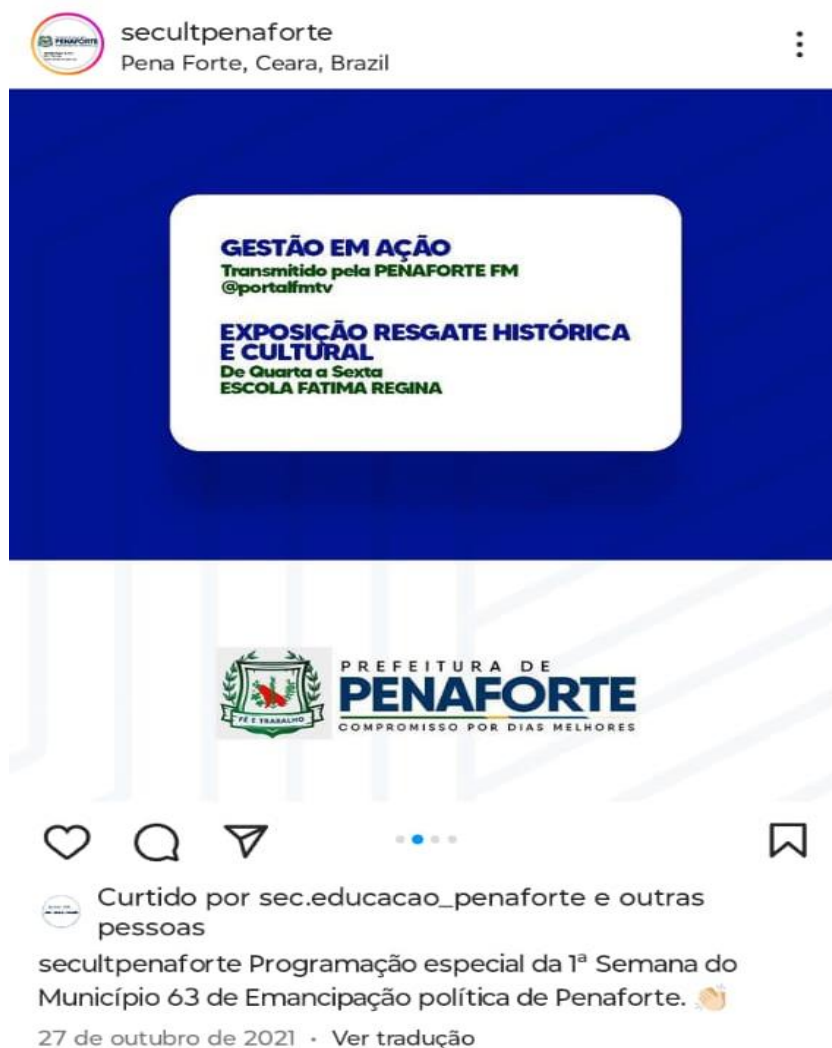 secultpenaforte
Pena Forte, Ceara, Brazil
GESTÃO EM AÇÃO
Transmitido pela PENAFORTE FM
@portalfmtv
EXPOSIÇÃO RESGATE HISTÓRICA
E CULTURAL
De Quarta a Sexta
ESCOLA FATIMA REGINA
FÉ E TRABALHO
PREFEITURA DE
PENAFORTE
COMPROMISSO POR DIAS MELHORES
Curtido por sec.educacao_penaforte e outras
pessoas
secultpenaforte Programação especial da 1ª Semana do
Município 63 de Emancipação política de Penaforte. 👏🏻
27 de outubro de 2021 · Ver tradução